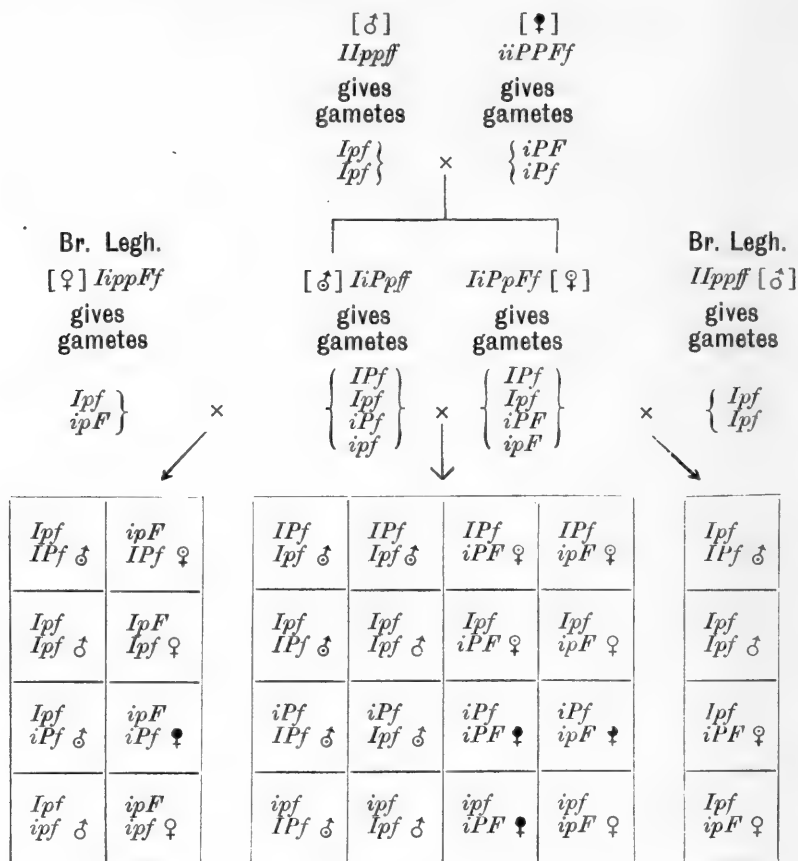 [♂] [♀]
IIppff iiPPFf
gives gives
gametes gametes
Ipf } × { iPF
Ipf } { iPf
Br. Legh. Br. Legh.
[♀] IippFf [♂] IiPpff IiPpFf [♀] IIppff [♂]
gives gives gives gives
gametes gametes gametes gametes
Ipf IPf IPf Ipf
ipF } × Ipf × Ipf × { Ipf
iPf iPF
ipf ipF
Ipf ipF IPf IPf IPf IPf Ipf
IPf ♂ IPf ♀ Ipf ♂ Ipf ♂ iPF ♀ ipF ♀ IPf ♂
Ipf IpF Ipf Ipf Ipf Ipf Ipf
Ipf ♂ Ipf ♀ IPf ♂ Ipf ♂ iPF ♀ ipF ♀ Ipf ♂
Ipf ipF iPf iPf iPf iPf Ipf
iPf ♂ iPf ♀ IPf ♂ Ipf ♂ iPF ♀ ipF ♀ iPF ♀
Ipf ipF ipf ipf ipf ipf Ipf
ipf ♂ ipf ♀ IPf ♂ Ipf ♂ iPF ♀ ipF ♀ ipF ♀